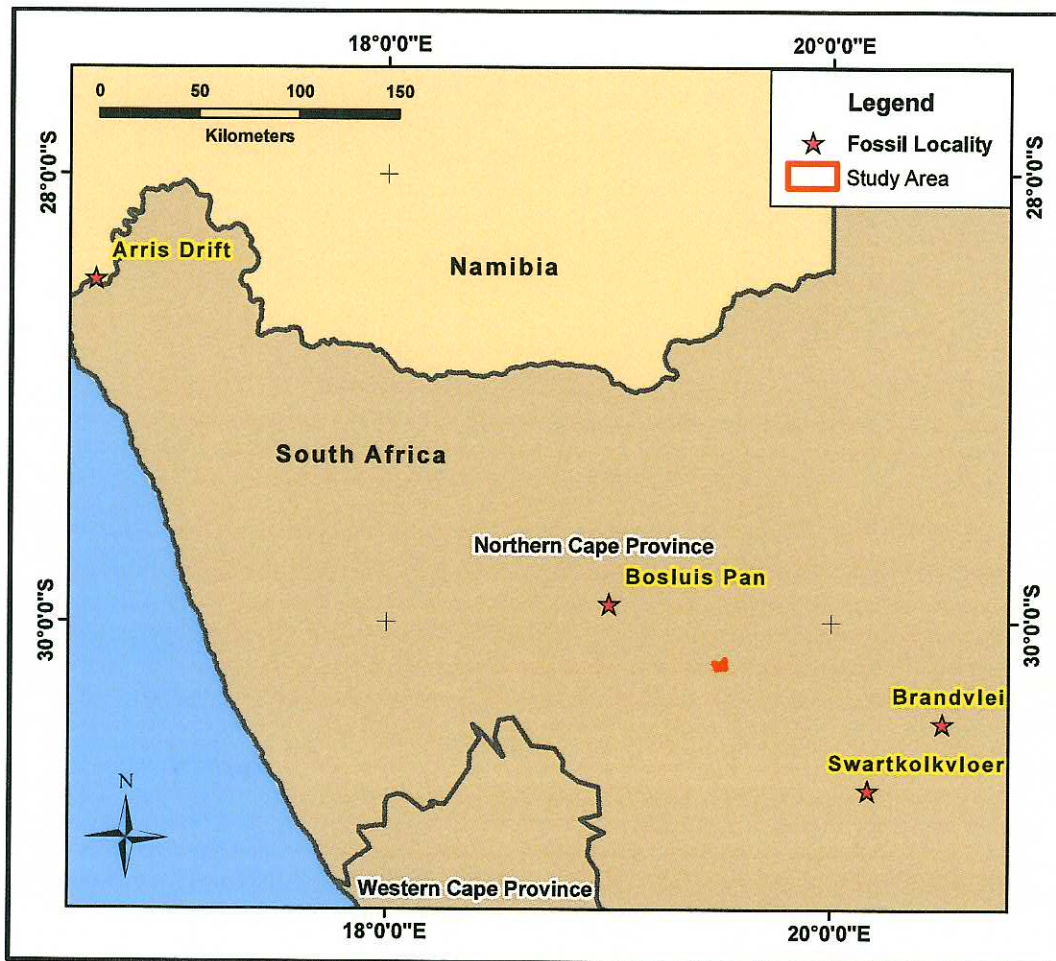 18°0'0"E
20°0'0"E
0 50 100 150
Kilometers
Legend
Fossil Locality
Study Area
28°0'0"S
28°0'0"S
Arris Drift
Namibia
South Africa
Northern Cape Province
Bosluis Pan
30°0'0"S
30°0'0"S
Brandvlei
Swartkolkvloer
N
Western Cape Province
18°0'0"E
20°0'0"E